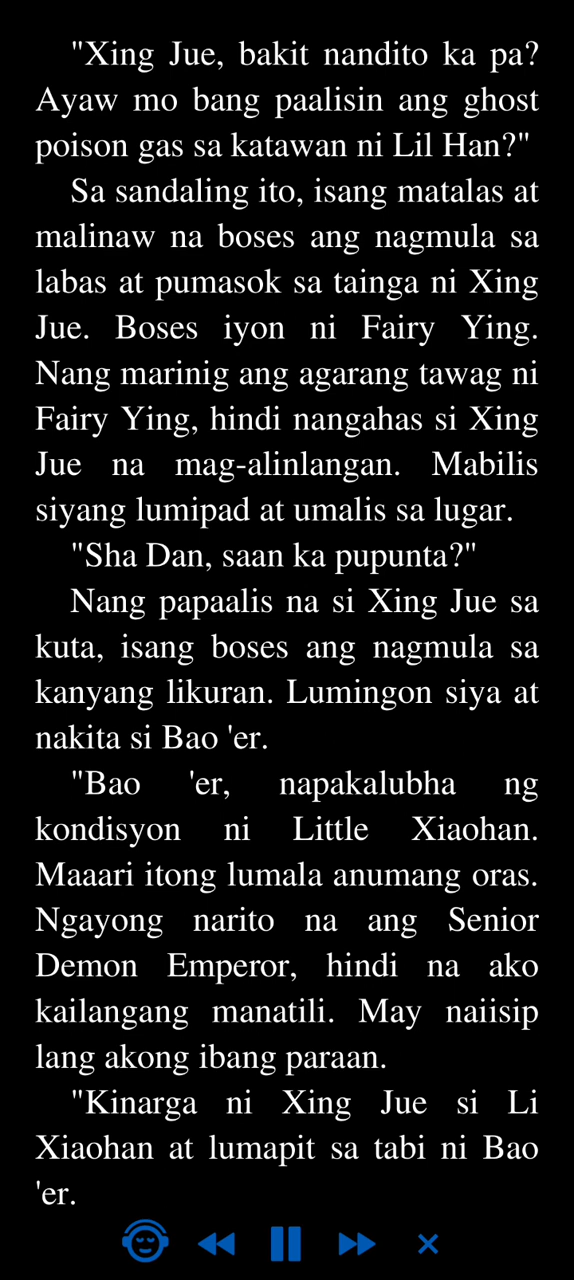 "Xing Jue, bakit nandito ka pa?
Ayaw mo bang paalisin ang ghost
poison gas sa katawan ni Lil Han?"
Sa sandaling ito, isang matalas at
malinaw na boses ang nagmula sa
labas at pumasok sa tainga ni Xing
Jue. Boses iyon ni Fairy Ying.
Nang marinig ang agarang tawag ni
Fairy Ying, hindi nangahas si Xing
Jue na mag-alinlangan. Mabilis
siyang lumipad at umalis sa lugar.
"Sha Dan, saan ka pupunta?"
Nang papaalis na si Xing Jue sa
kuta, isang boses ang nagmula sa
kanyang likuran. Lumingon siya at
nakita si Bao 'er.
"Bao 'er, napakalubha ng
kondisyon ni Little Xiaohan.
Maaari itong lumala anumang oras.
Ngayong narito na ang Senior
Demon Emperor, hindi na ako
kailangang manatili. May naiisip
lang akong ibang paraan.
"Kinarga ni Xing Jue si Li
Xiaohan at lumapit sa tabi ni Bao
'er.